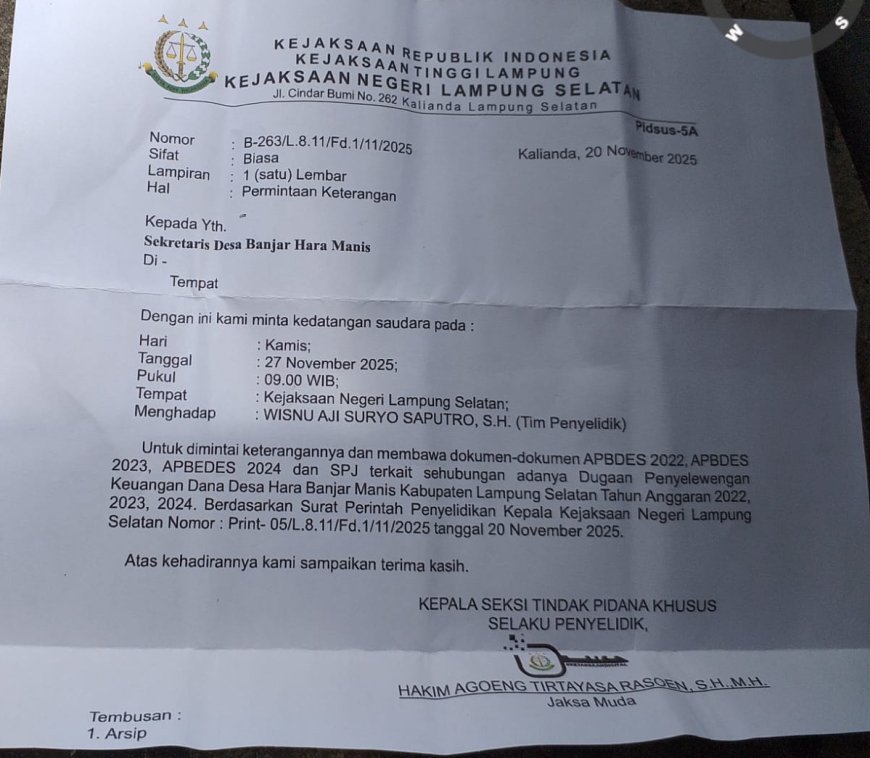 KEJAKSAAN REPUBLIK INDONESIA
KEJAKSAAN TINGGI LAMPUNG
KEJAKSAAN NEGERI LAMPUNG SELATAN
Jl. Cindar Bumi No. 262 Kalianda Lampung Selatan
Pidsus-5A
Nomor : B-263/L.8.11/Fd.1/11/2025
Kalianda, 20 November 2025
Sifat : Biasa
Lampiran : 1 (satu) Lembar
Hal : Permintaan Keterangan
Kepada Yth.
Sekretaris Desa Banjar Hara Manis
Di -
Tempat
Dengan ini kami minta kedatangan saudara pada :
Hari : Kamis;
Tanggal : 27 November 2025;
Pukul : 09.00 WIB;
Tempat : Kejaksaan Negeri Lampung Selatan;
Menghadap : WISNU AJI SURYO SAPUTRO, S.H. (Tim Penyelidik)
Untuk dimintai keterangannya dan membawa dokumen-dokumen APBDES 2022, APBDES
2023, APBEDES 2024 dan SPJ terkait sehubungan adanya Dugaan Penyelewengan
Keuangan Dana Desa Hara Banjar Manis Kabupaten Lampung Selatan Tahun Anggaran 2022,
2023, 2024. Berdasarkan Surat Perintah Penyelidikan Kepala Kejaksaan Negeri Lampung
Selatan Nomor : Print- 05/L.8.11/Fd.1/11/2025 tanggal 20 November 2025.
Atas kehadirannya kami sampaikan terima kasih.
KEPALA SEKSI TINDAK PIDANA KHUSUS
SELAKU PENYELIDIK,
HAKIM AGOENG TIRTAYASA RASOEN, S.H.,M.H.
Jaksa Muda
Tembusan :
1. Arsip
W
S